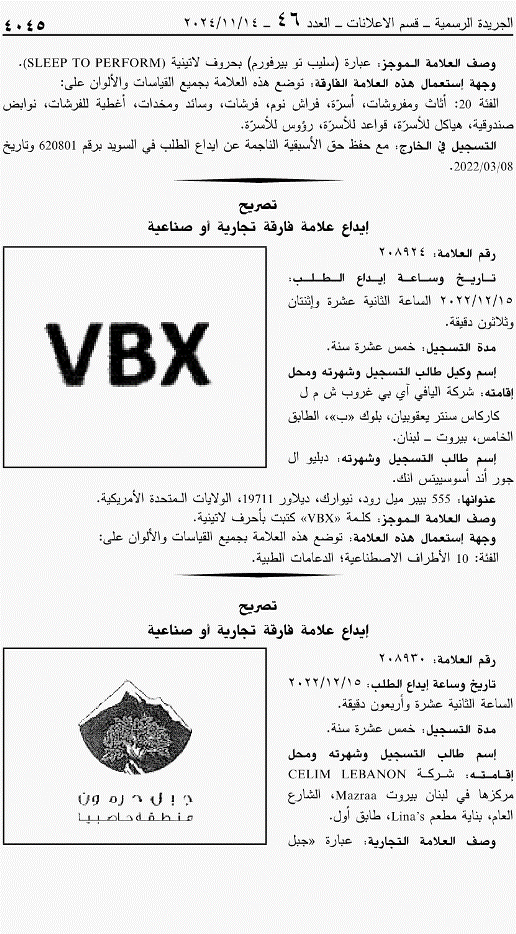 الجريدة الرسمية ــ قسم الاعلانات ــ العدد ٤٦ ــ ٢٠٢٤/١١/١٤
٤٠٤٥
وصف العلامة الموجز: عبارة (سليب تو بيرفورم) بحروف لاتينية (SLEEP TO PERFORM).
وجهة إستعمال هذه العلامة الفارقة: توضع هذه العلامة بجميع القياسات والألوان على:
الفئة 20: أثاث ومفروشات، أسرّة، فراش نوم، فرشات، وسائد ومخدات، أغطية للفرشات، نوابض
صندوقية، هياكل للأسرّة، قواعد للأسرّة، رؤوس للأسرّة.
التسجيل في الخارج: مع حفظ حق الأسبقية الناجمة عن ايداع الطلب في السويد برقم 620801 وتاريخ
2022/03/08.
تصريح
إيداع علامة فارقة تجارية أو صناعية
رقم العلامة: ٢٠٨٩٢٤
تاريخ وساعة إيداع الطلب:
٢٠٢٢/١٢/١٥ الساعة الثانية عشرة وإثنتان
وثلاثون دقيقة.
مدة التسجيل: خمس عشرة سنة.
إسم وكيل طالب التسجيل وشهرته ومحل
إقامته: شركة اليافي آي بي غروب ش م ل
كاركاس سنتر يعقوبيان، بلوك «ب»، الطابق
الخامس، بيروت ــ لبنان.
إسم طالب التسجيل وشهرته: دبليو ال
جور أند أسوسييتس انك.
VBX
عنوانها: 555 بيبر ميل رود، نيوارك، ديلاور 19711، الولايات المتحدة الأمريكية.
وصف العلامة الموجز: كلمة «VBX» كتبت بأحرف لاتينية.
وجهة إستعمال هذه العلامة: توضع هذه العلامة بجميع القياسات والألوان على:
الفئة: 10 الأطراف الاصطناعية؛ الدعامات الطبية.
تصريح
إيداع علامة فارقة تجارية أو صناعية
رقم العلامة: ٢٠٨٩٣٠
تاريخ وساعة إيداع الطلب: ٢٠٢٢/١٢/١٥
الساعة الثانية عشرة وأربعون دقيقة.
مدة التسجيل: خمس عشرة سنة.
إسم طالب التسجيل وشهرته ومحل
إقامته: شركة CELIM LEBANON
مركزها في لبنان بيروت Mazraa، الشارع
العام، بناية مطعم Lina's، طابق أول.
وصف العلامة التجارية: عبارة «جبل
جبل حرمون
منطقة حاصبيا